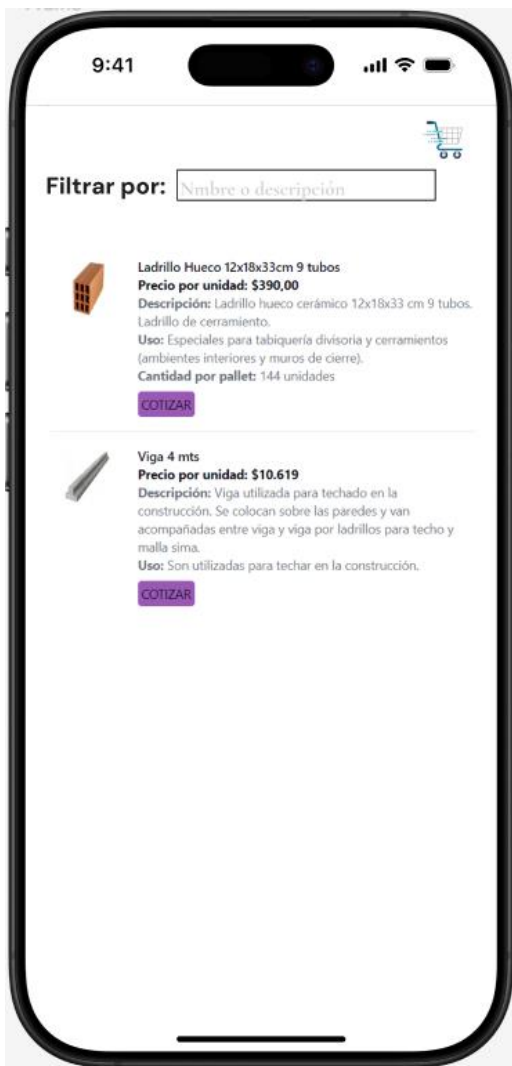 9:41
Filtrar por: Nmbre o descripción
Ladrillo Hueco 12x18x33cm 9 tubos
Precio por unidad: $390,00
Descripción: Ladrillo hueco cerámico 12x18x33 cm 9 tubos.
Ladrillo de cerramiento.
Uso: Especiales para tabiquería divisoria y cerramientos
(ambientes interiores y muros de cierre).
Cantidad por pallet: 144 unidades
COTIZAR
Viga 4 mts
Precio por unidad: $10.619
Descripción: Viga utilizada para techado en la
construcción. Se colocan sobre las paredes y van
acompañadas entre viga y viga por ladrillos para techo y
malla sima.
Uso: Son utilizadas para techar en la construcción.
COTIZAR